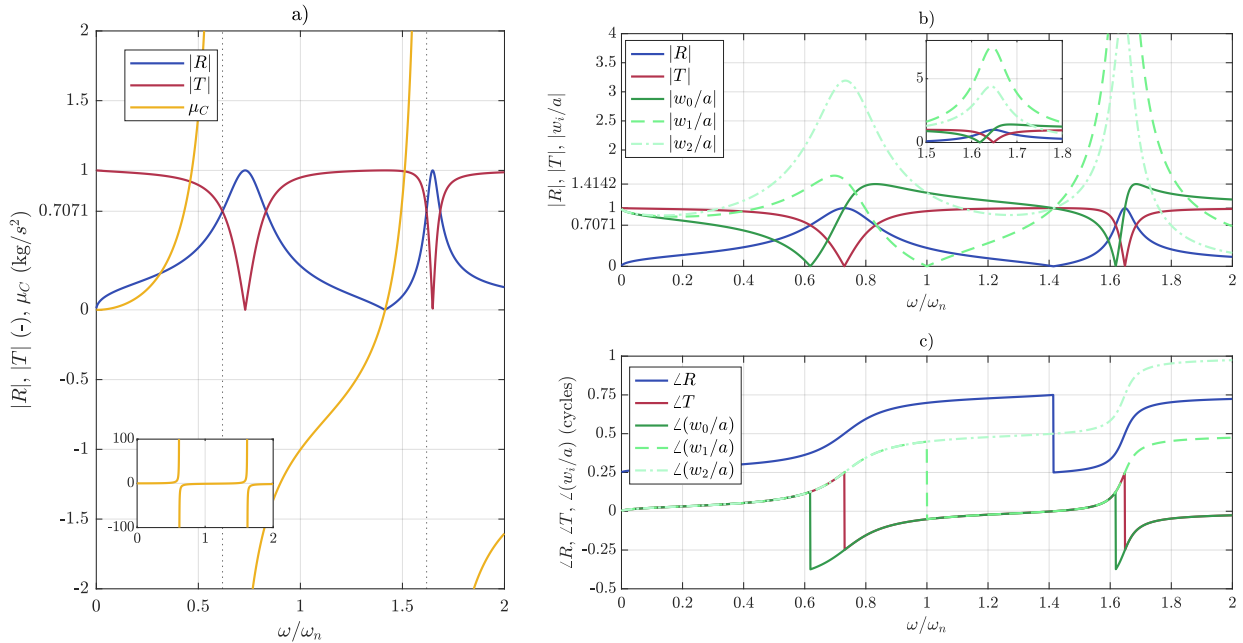 a)
|R|, |T| (-), μ_C (kg/s²)
2
1.5
1
0.7071
0
-0.5
-1
-1.5
-2
|R|
|T|
μ_C
100
0
-100
0 1 2
0 0.5 1 1.5 2
ω/ω_n
b)
|R|, |T|, |w_i/a|
4
3.5
3
2.5
2
1.4142
1
0.7071
0
|R|
|T|
|w_0/a|
|w_1/a|
|w_2/a|
5
1.5 1.6 1.7 1.8
0 0.2 0.4 0.6 0.8 1 1.2 1.4 1.6 1.8 2
ω/ω_n
c)
∠R, ∠T, ∠(w_i/a) (cycles)
1
0.75
0.5
0.25
0
-0.25
-0.5
∠R
∠T
∠(w_0/a)
∠(w_1/a)
∠(w_2/a)
0 0.2 0.4 0.6 0.8 1 1.2 1.4 1.6 1.8 2
ω/ω_n